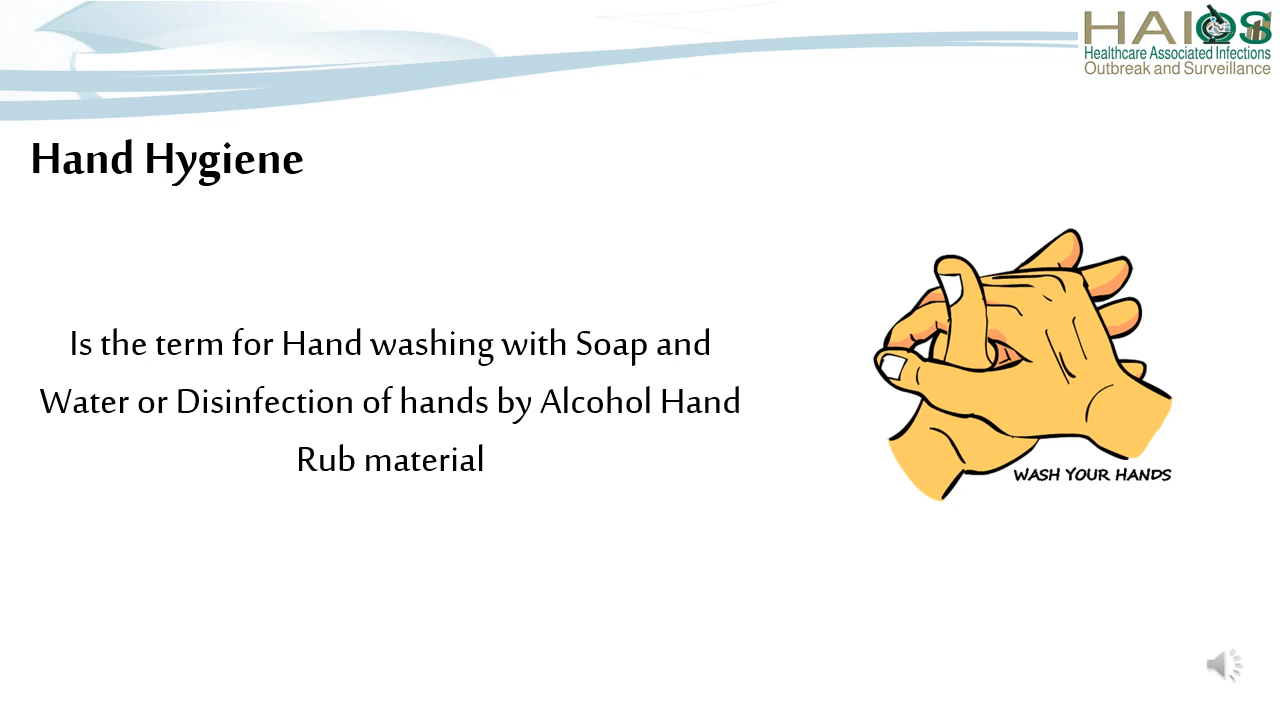 HAIOS
Healthcare Associated Infections
Outbreak and Surveillance
Hand Hygiene
Is the term for Hand washing with Soap and
Water or Disinfection of hands by Alcohol Hand
Rub material
WASH YOUR HANDS